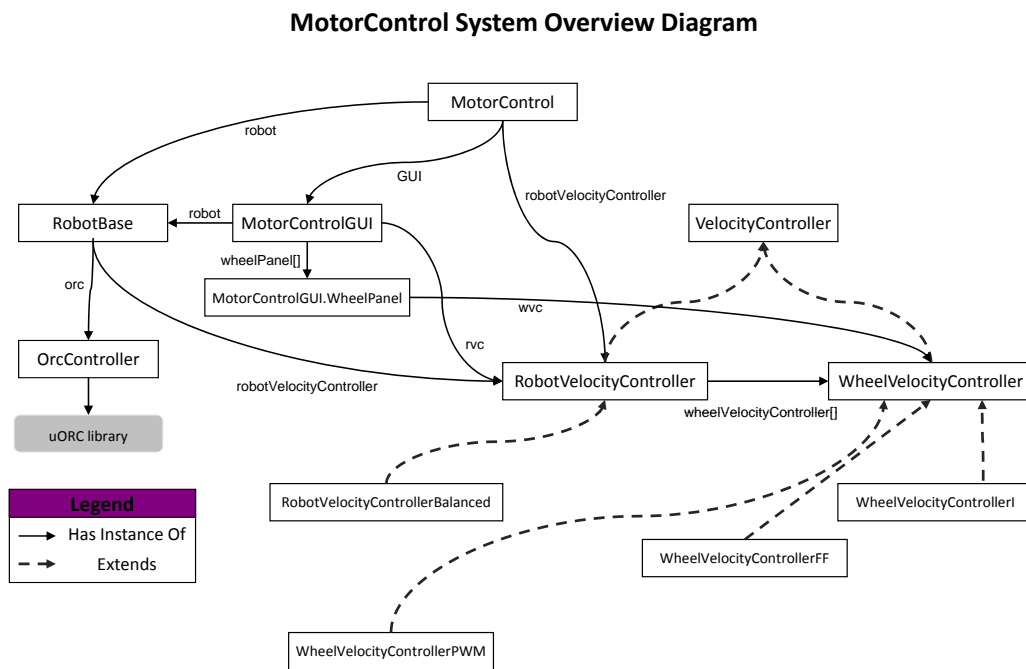 MotorControl System Overview Diagram
MotorControl
robot
GUI
robotVelocityController
RobotBase
robot
MotorControlGUI
VelocityController
wheelPanel[]
orc
MotorControlGUI.WheelPanel
wvc
rvc
OrcController
robotVelocityController
RobotVelocityController
wheelVelocityController[]
WheelVelocityController
uORC library
Legend
Has Instance Of
Extends
RobotVelocityControllerBalanced
WheelVelocityControllerI
WheelVelocityControllerFF
WheelVelocityControllerPWM